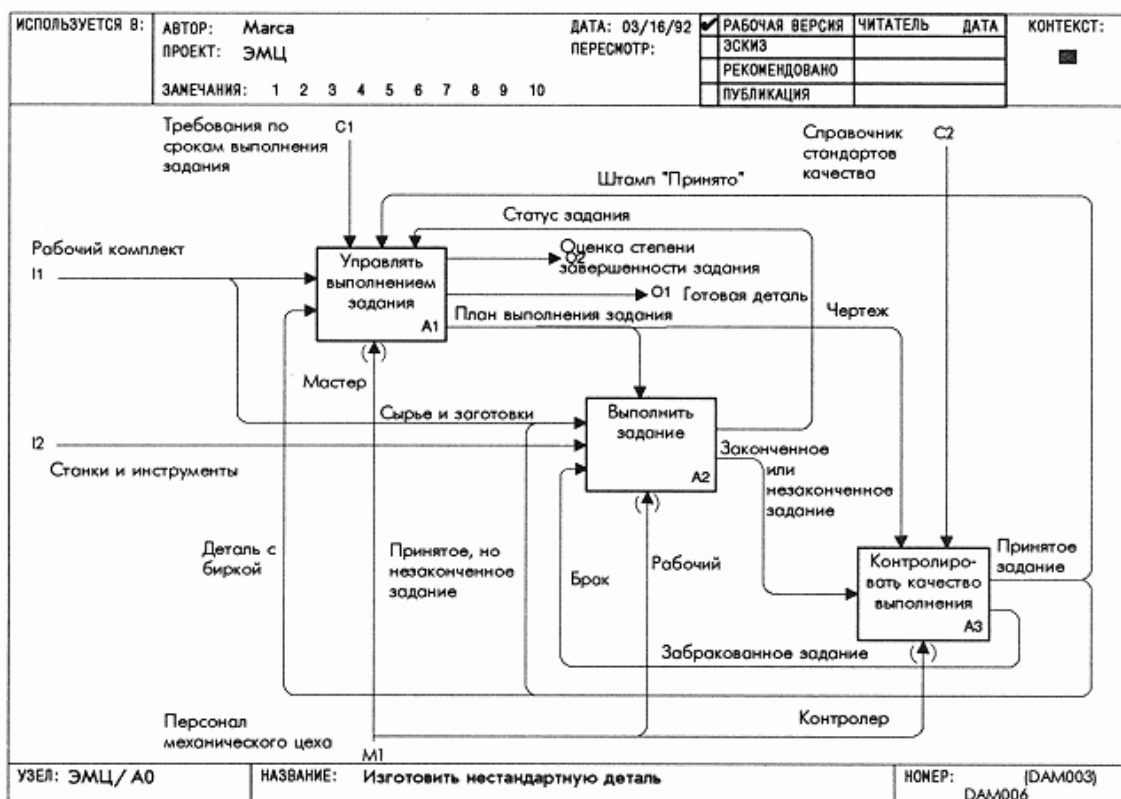 ИСПОЛЬЗУЕТСЯ В:
АВТОР: Marca
ДАТА: 03/16/92
ПРОЕКТ: ЭМЦ
ПЕРЕСМОТР:
ЗАМЕЧАНИЯ: 1 2 3 4 5 6 7 8 9 10
РАБОЧАЯ ВЕРСИЯ
ЭСКИЗ
РЕКОМЕНДОВАНО
ПУБЛИКАЦИЯ
ЧИТАТЕЛЬ ДАТА
КОНТЕКСТ:
Требования по
срокам выполнения
задания
C1
Справочник
стандартов
качества
C2
Штамп "Принято"
Статус задания
Рабочий комплект
I1
Управлять
выполнением
задания
A1
O2
Оценка степени
завершенности задания
O1 Готовая деталь
План выполнения задания
Чертеж
Мастер
Сырье и заготовки
Выполнить
задание
A2
I2
Станки и инструменты
Законченное
или
незаконченное
задание
Деталь с
биркой
Принятое, но
незаконченное
задание
Брак
Рабочий
Контролиро-
вать качество
выполнения
A3
Принятое
задание
Забракованное задание
Контролер
Персонал
механического цеха
M1
УЗЕЛ: ЭМЦ/A0
НАЗВАНИЕ: Изготовить нестандартную деталь
НОМЕР: (DAM003)
DAM006